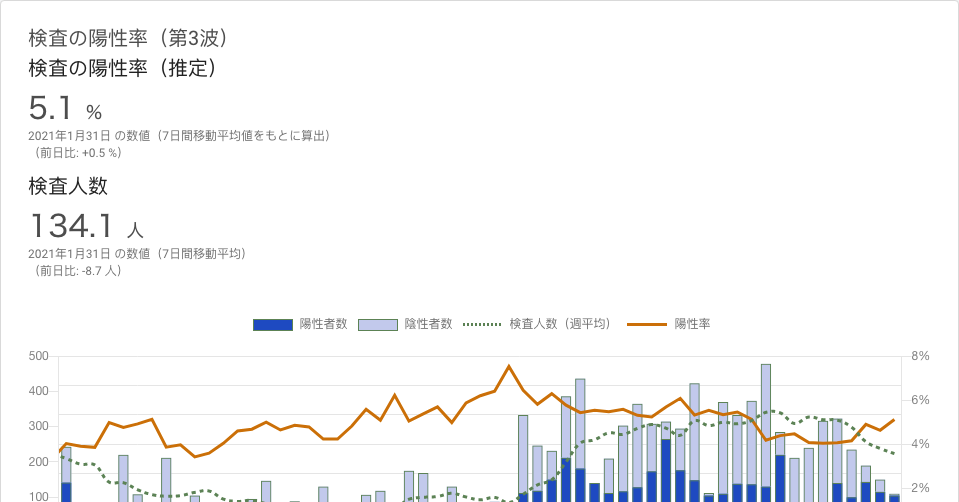 検査の陽性率（第3波）
検査の陽性率（推定）
5.1 %
2021年1月31日 の数値（7日間移動平均値をもとに算出）
（前日比: +0.5 %）
検査人数
134.1 人
2021年1月31日 の数値（7日間移動平均）
（前日比: -8.7 人）
陽性者数 陰性者数 検査人数（週平均） 陽性率
500 8%
400
6%
300
4%
200
2%
100